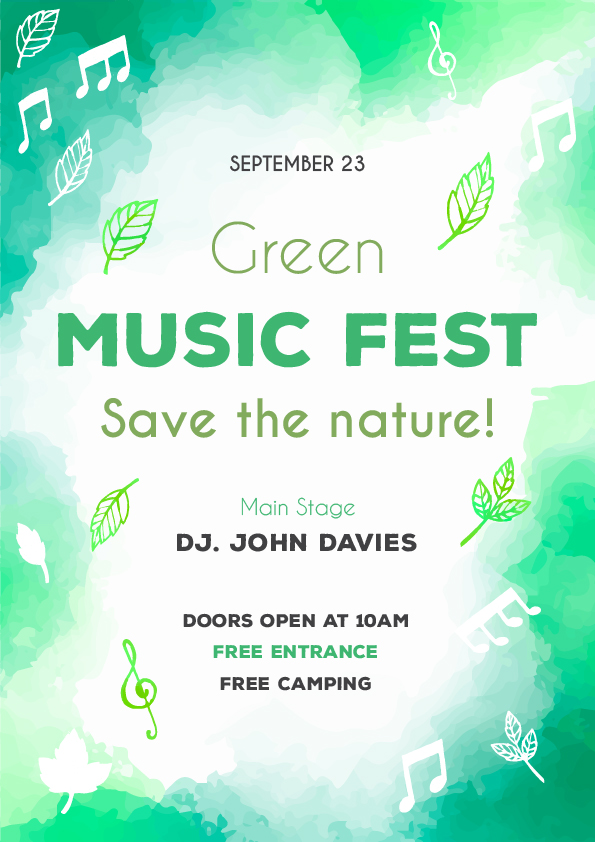 SEPTEMBER 23
Green
MUSIC FEST
Save the nature!
Main Stage
DJ. JOHN DAVIES
DOORS OPEN AT 10AM
FREE ENTRANCE
FREE CAMPING